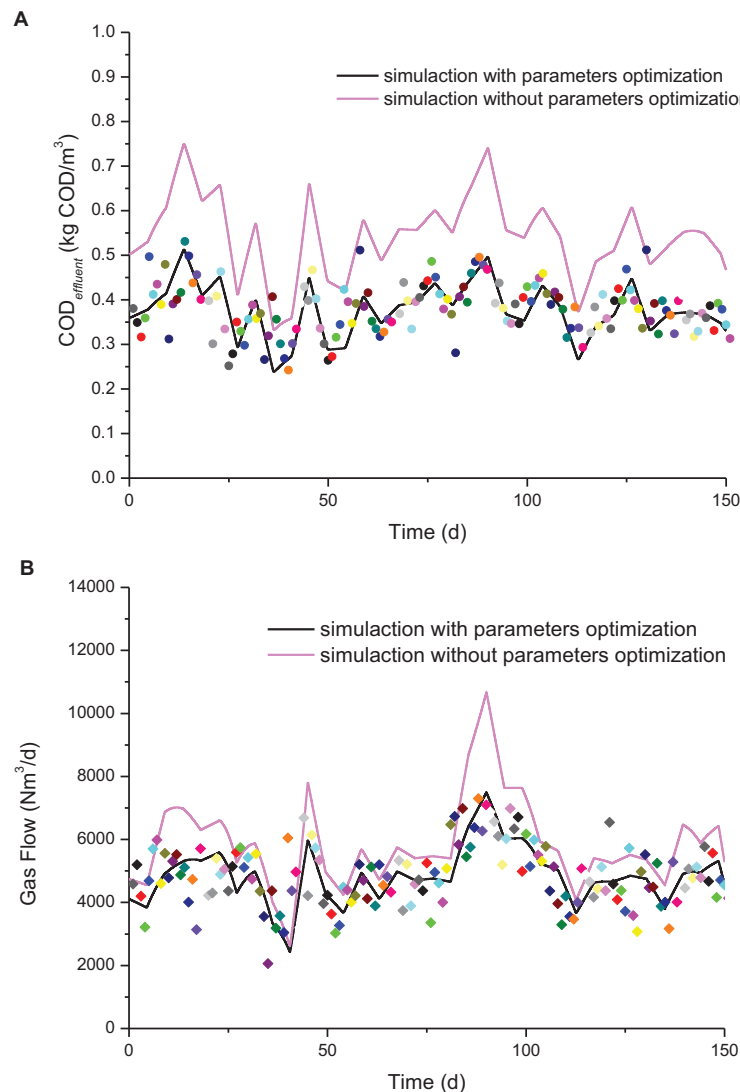 A
1.0
0.9
0.8
0.7
0.6
0.5
0.4
0.3
0.2
0.1
0.0
COD effluent (kg COD/m³)
simulaction with parameters optimization
simulaction without parameters optimizatio
0
50
100
150
Time (d)
B
14000
12000
10000
8000
6000
4000
2000
0
Gas Flow (Nm³/d)
simulaction with parameters optimization
simulaction without parameters optimization
0
50
100
150
Time (d)